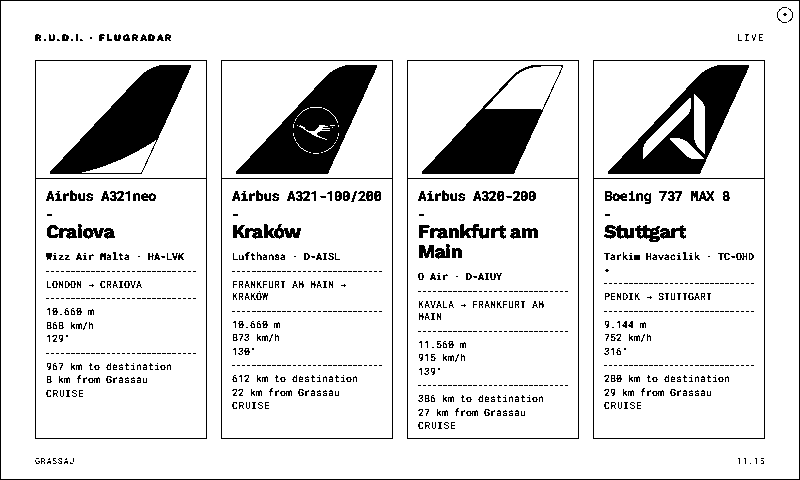 R.U.D.I. · FLUGRADAR
LIVE
Airbus A321neo
-
Craiova
Wizz Air Malta · HA-LVK
LONDON → CRAIOVA
10.660 m
868 km/h
129°
967 km to destination
8 km from Grassau
CRUISE
Airbus A321-100/200
-
Kraków
Lufthansa · D-AISL
FRANKFURT AM MAIN →
KRAKÓW
10.660 m
873 km/h
130°
612 km to destination
22 km from Grassau
CRUISE
Airbus A320-200
-
Frankfurt am
Main
O Air · D-AIUY
KAVALA → FRANKFURT AM
MAIN
11.560 m
915 km/h
139°
386 km to destination
27 km from Grassau
CRUISE
Boeing 737 MAX 8
-
Stuttgart
Tarkim Havacilik · TC-OHD
•
PENDIK → STUTTGART
9.144 m
752 km/h
316°
280 km to destination
29 km from Grassau
CRUISE
GRASSAU
11.15